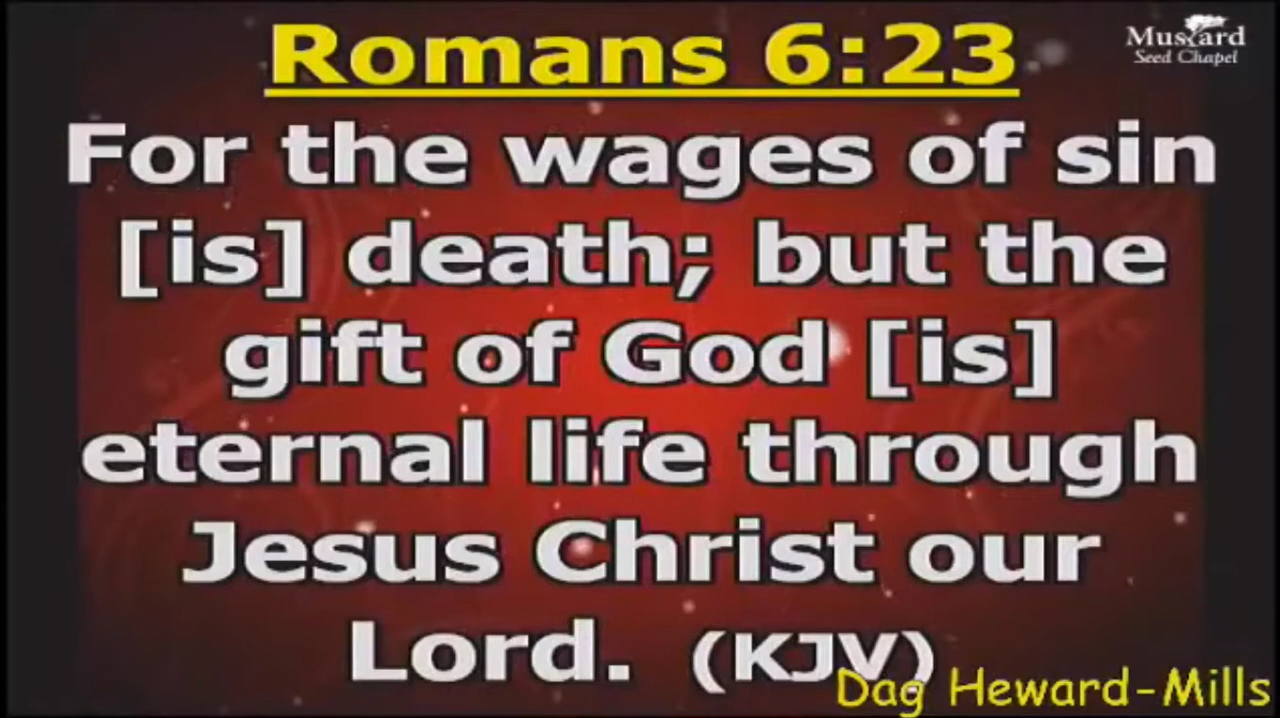 Romans 6:23
Mustard
Seed Chapel
For the wages of sin
[is] death; but the
gift of God [is]
eternal life through
Jesus Christ our
Lord. (KJV)
Dag Heward-Mills